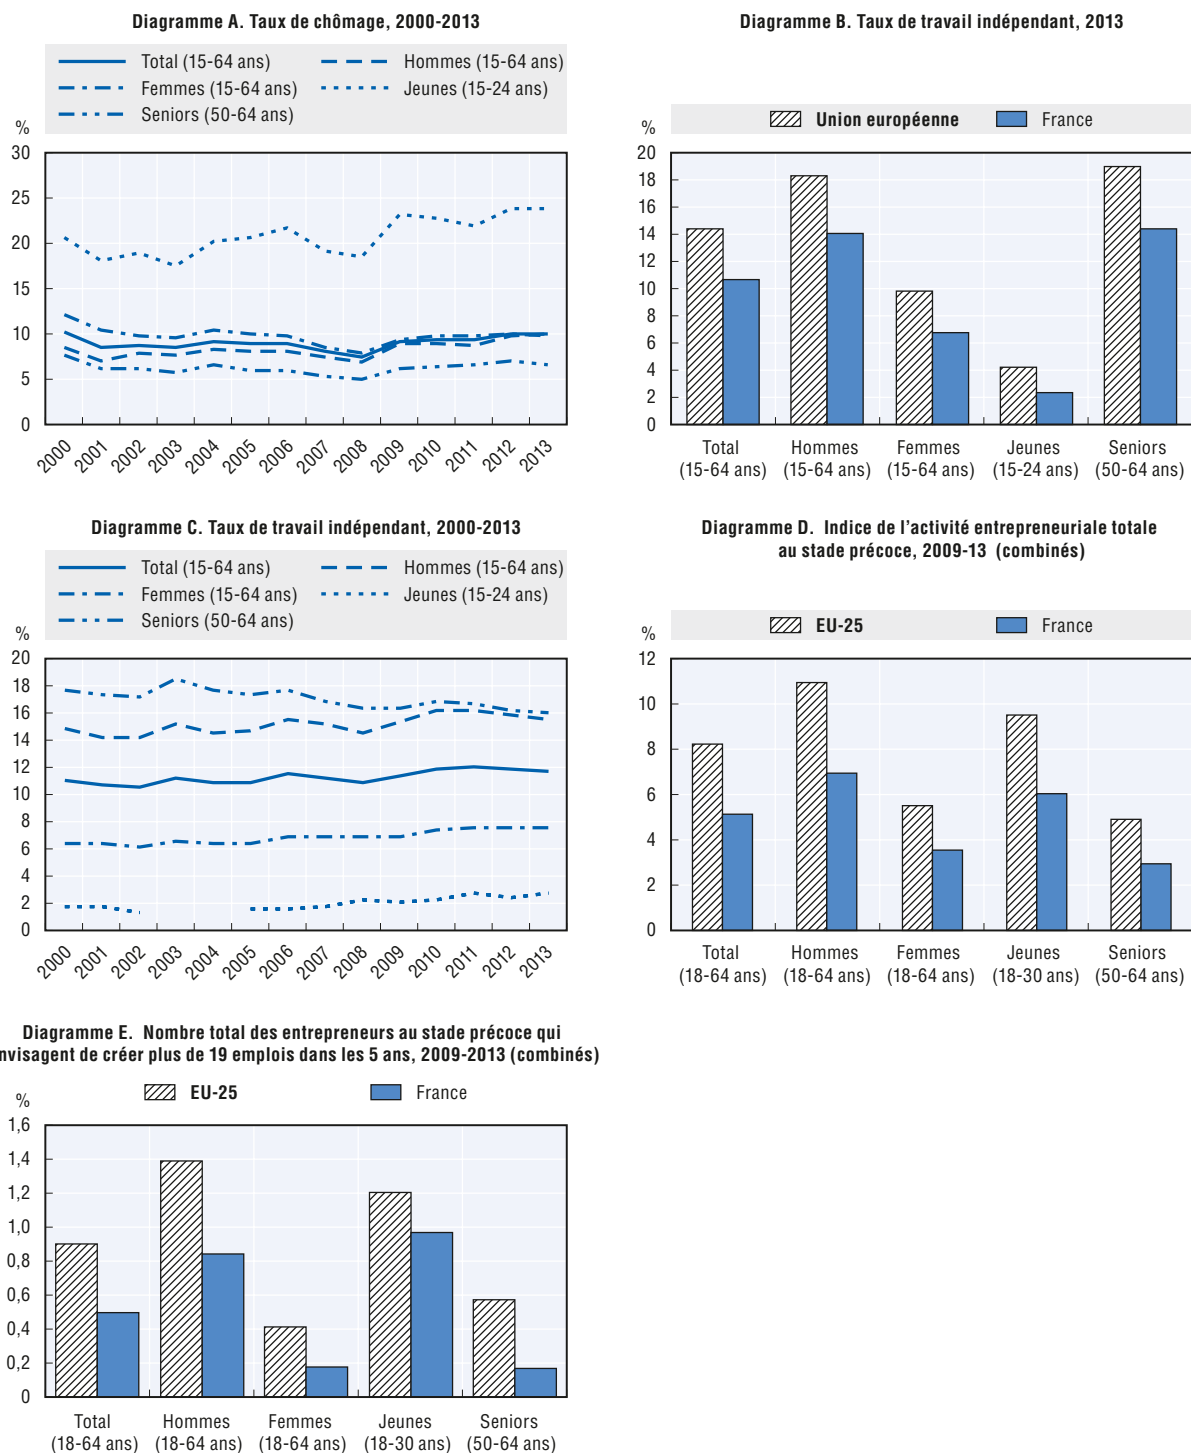 Diagramme A. Taux de chômage, 2000-2013
Total (15-64 ans)
Hommes (15-64 ans)
Femmes (15-64 ans)
Jeunes (15-24 ans)
Seniors (50-64 ans)
%
30
25
20
15
10
5
0
2000 2001 2002 2003 2004 2005 2006 2007 2008 2009 2010 2011 2012 2013
Diagramme B. Taux de travail indépendant, 2013
Union européenne
France
%
20
18
16
14
12
10
8
6
4
2
0
Total Hommes Femmes Jeunes Seniors
(15-64 ans) (15-64 ans) (15-64 ans) (15-24 ans) (50-64 ans)
Diagramme C. Taux de travail indépendant, 2000-2013
Total (15-64 ans)
Hommes (15-64 ans)
Femmes (15-64 ans)
Jeunes (15-24 ans)
Seniors (50-64 ans)
%
20
18
16
14
12
10
8
6
4
2
0
2000 2001 2002 2003 2004 2005 2006 2007 2008 2009 2010 2011 2012 2013
Diagramme D. Indice de l'activité entrepreneuriale totale
au stade précoce, 2009-13 (combinés)
EU-25
France
%
12
10
8
6
4
2
0
Total Hommes Femmes Jeunes Seniors
(18-64 ans) (18-64 ans) (18-64 ans) (18-30 ans) (50-64 ans)
Diagramme E. Nombre total des entrepreneurs au stade précoce qui
nvisagent de créer plus de 19 emplois dans les 5 ans, 2009-2013 (combinés)
EU-25
France
%
1,6
1,4
1,2
1,0
0,8
0,6
0,4
0,2
0
Total Hommes Femmes Jeunes Seniors
(18-64 ans) (18-64 ans) (18-64 ans) (18-30 ans) (50-64 ans)